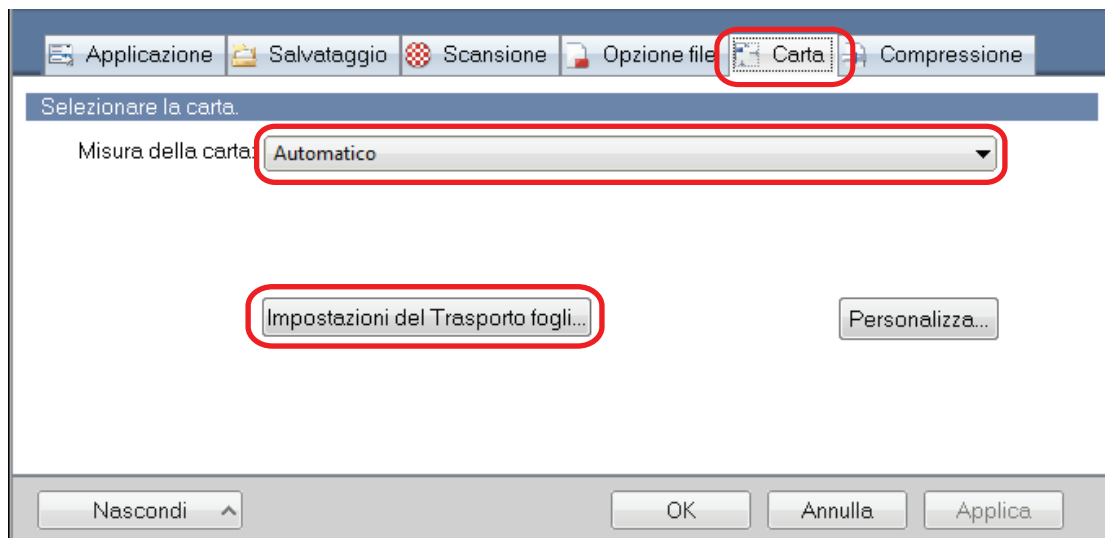 Applicazione Salvataggio Scansione Opzione file Carta Compressione
Selezionare la carta.
Misura della carta: Automatico
Impostazioni del Trasporto fogli... Personalizza...
Nascondi OK Annulla Applica